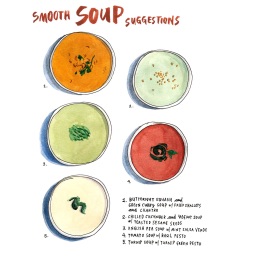 SMOOTH SOUP SUGGESTIONS
1.
2.
3.
4.
5.
1. BUTTERNUT SQUASH and
GREEN CURRY SOUP w/ FRIED SHALLOTS
and CILANTRO
2. CHILLED CUCUMBER and YOGURT SOUP
w/ TOASTED SESAME SEEDS
3. ENGLISH PEA SOUP w/ MINT SALSA VERDE
4. TOMATO SOUP w/ BASIL PESTO
5. TURNIP SOUP w/ TURNIP GREEN PESTO